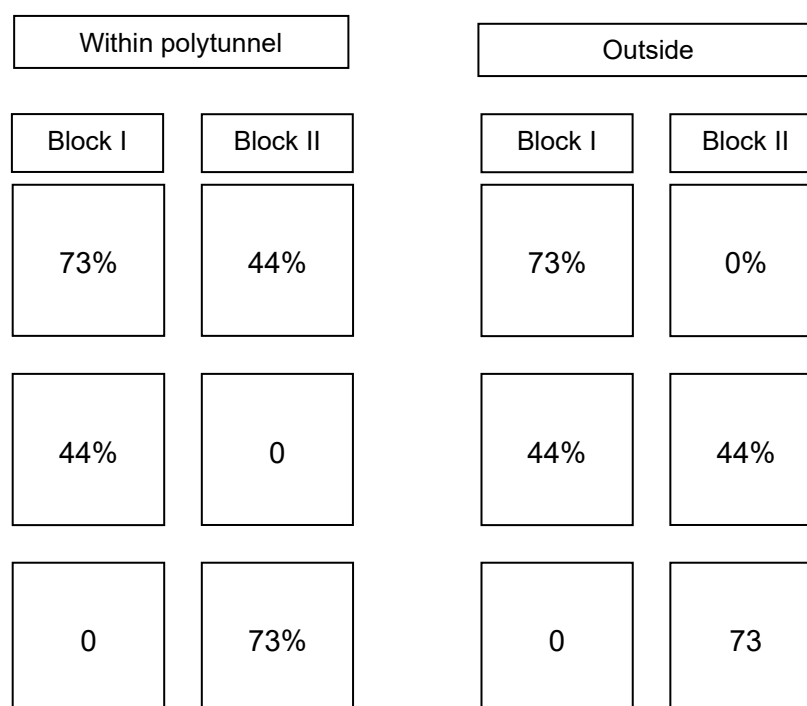 Within polytunnel Outside
Block I Block II Block I Block II
73% 44% 73% 0%
44% 0 44% 44%
0 73% 0 73